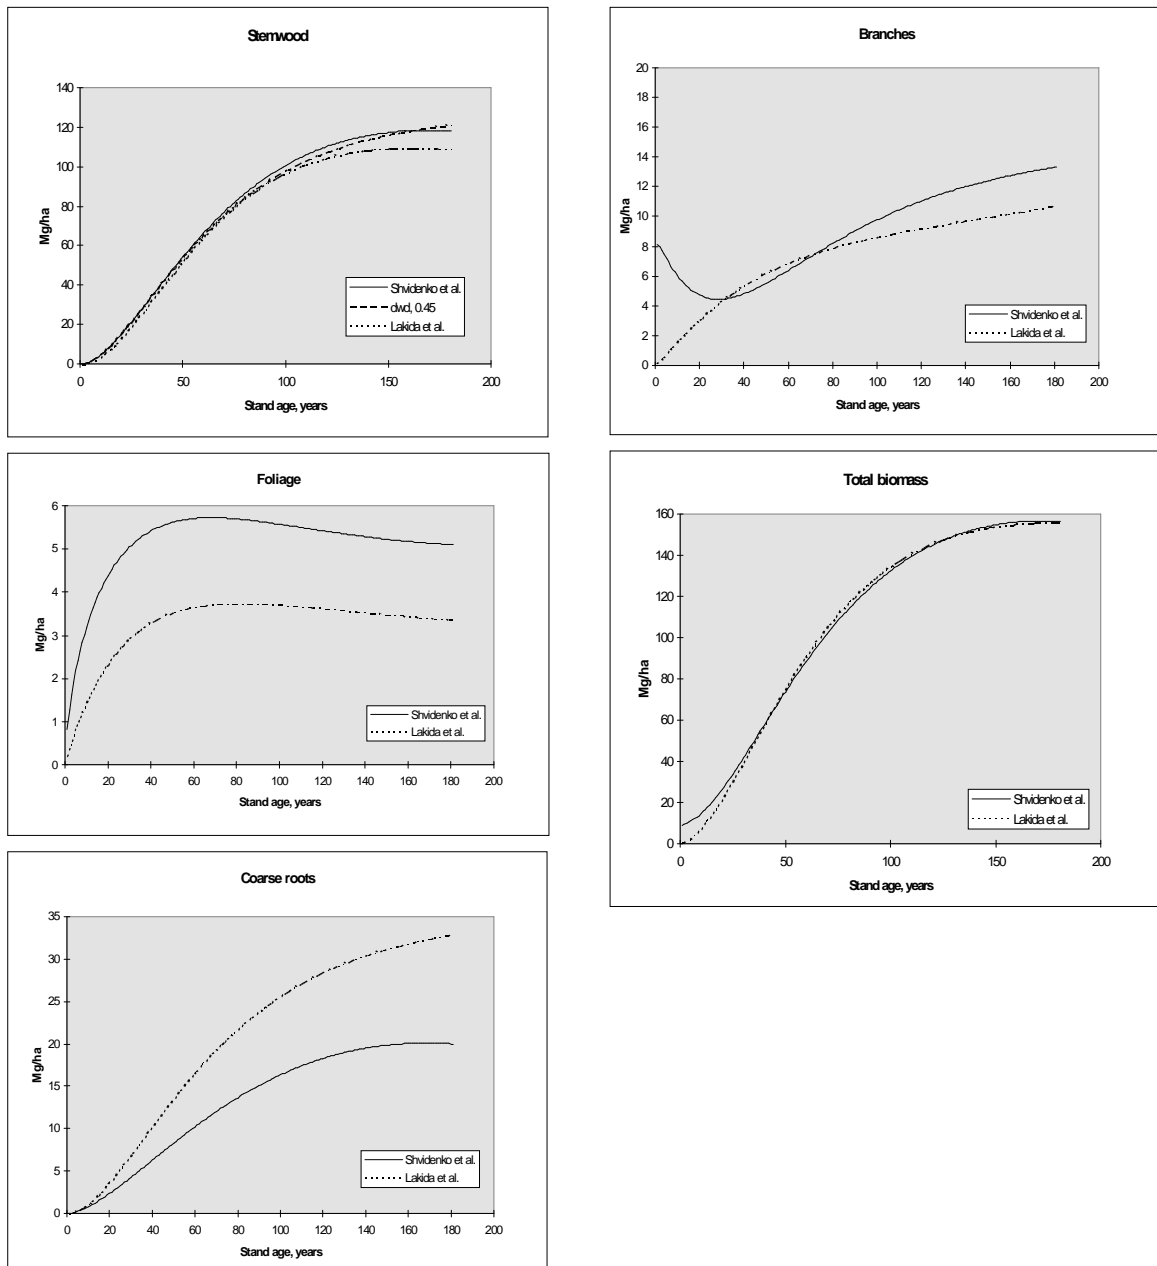 Stemwood
140
120
100
80
60
40
20
0
Mg/ha
Shvidenko et al.
dwd, 0.45
Lakida et al.
0 50 100 150 200
Stand age, years
Branches
20
18
16
14
12
10
8
6
4
2
0
Mg/ha
Shvidenko et al.
Lakida et al.
0 20 40 60 80 100 120 140 160 180 200
Stand age, years
Foliage
6
5
4
3
2
1
0
Mg/ha
Shvidenko et al.
Lakida et al.
0 20 40 60 80 100 120 140 160 180 200
Stand age, years
Total biomass
160
140
120
100
80
60
40
20
0
Mg/ha
Shvidenko et al.
Lakida et al.
0 50 100 150 200
Stand age, years
Coarse roots
35
30
25
20
15
10
5
0
Mg/ha
Shvidenko et al.
Lakida et al.
0 20 40 60 80 100 120 140 160 180 200
Stand age, years